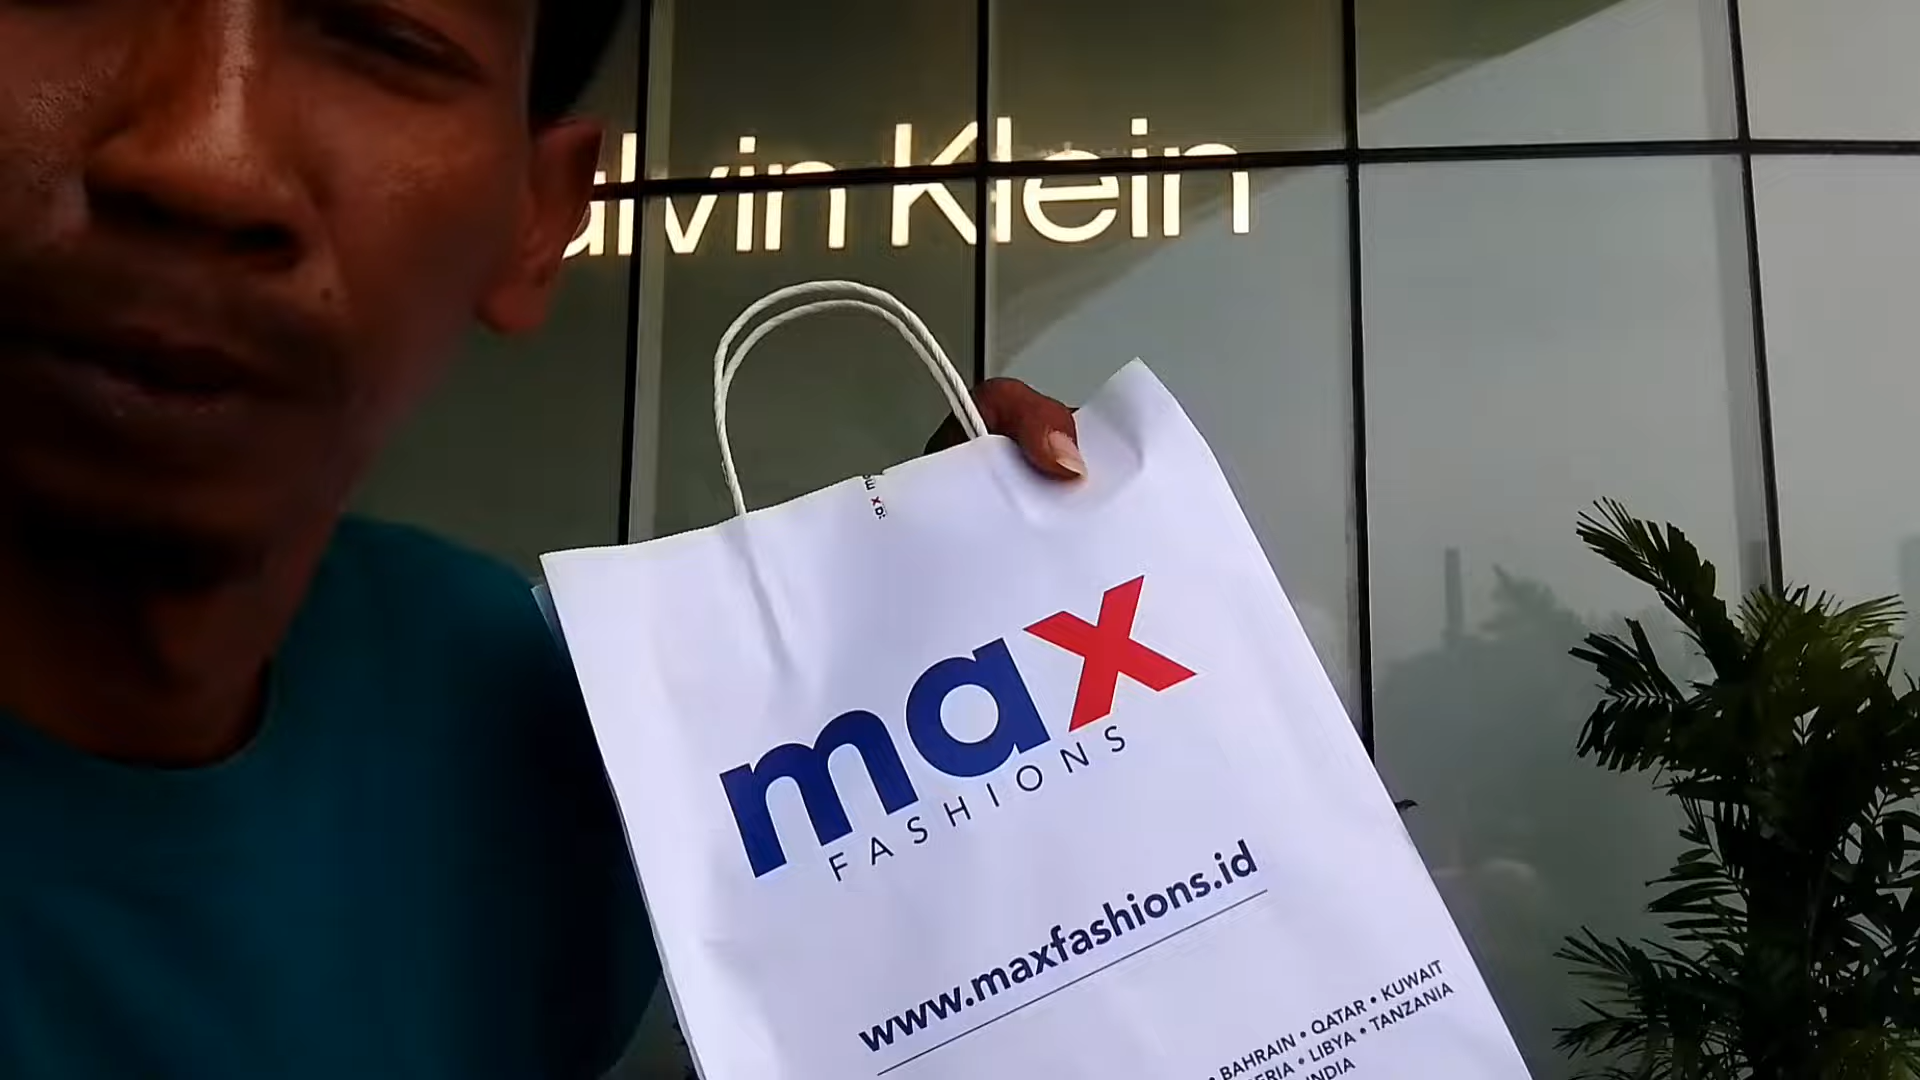 alvin Klein
max
FASHIONS
www.maxfashions.id
• BAHRAIN • QATAR • KUWAIT
• LIBYA • TANZANIA
INDIA